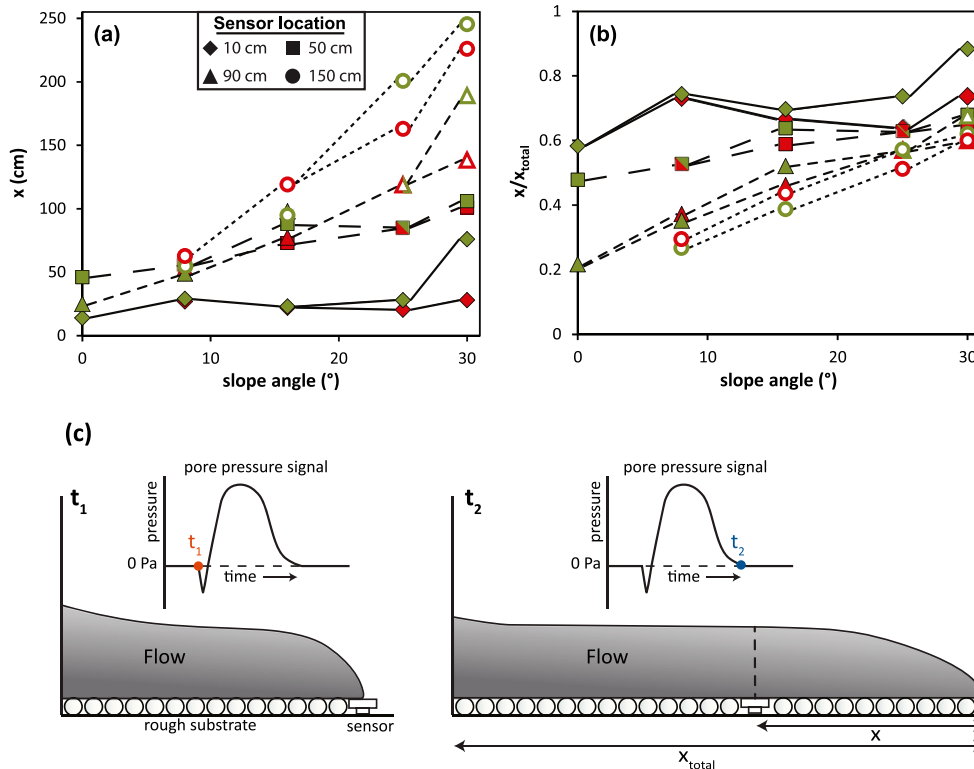 (a)
Sensor location
10 cm
50 cm
90 cm
150 cm
250
200
150
100
50
0
x (cm)
0
10
20
30
slope angle (°)
(b)
1
0.8
0.6
0.4
0.2
0
x/xtotal
0
10
20
30
slope angle (°)
(c)
t1
pore pressure signal
pressure
t1
0 Pa
time
Flow
rough substrate
sensor
t2
pore pressure signal
pressure
t2
0 Pa
time
Flow
x
xtotal